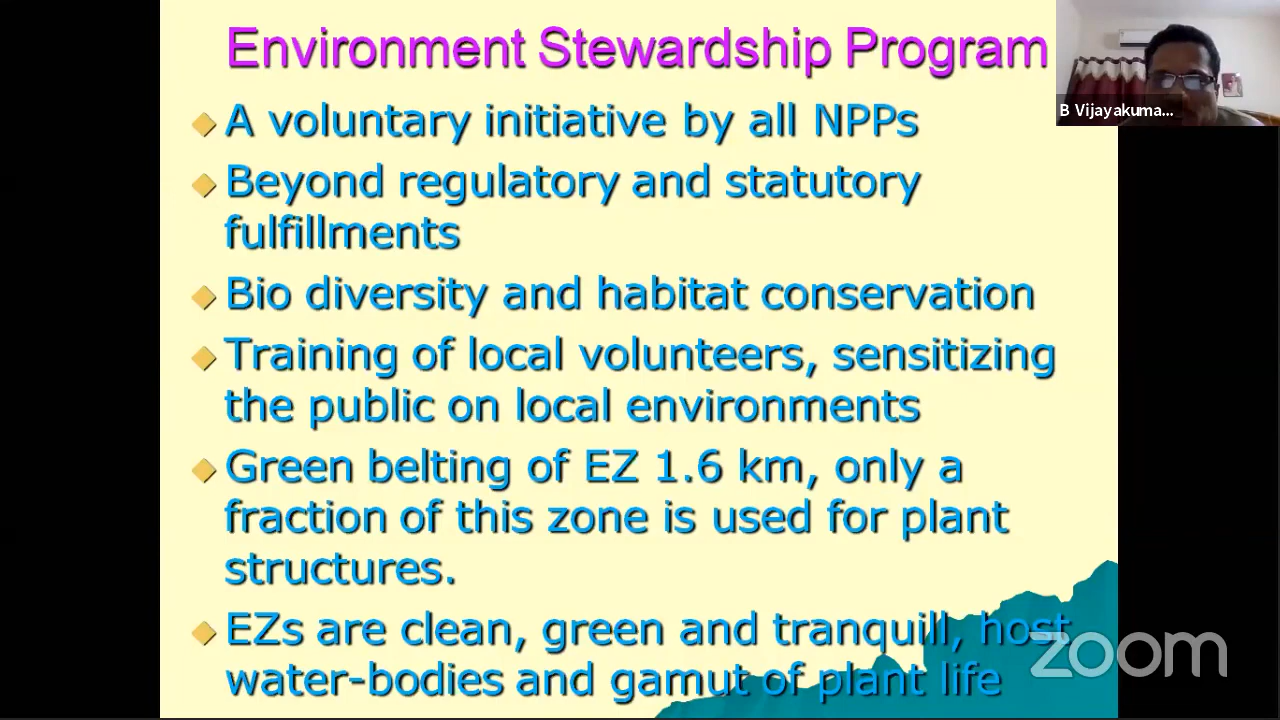 Environment Stewardship Program
A voluntary initiative by all NPPs
Beyond regulatory and statutory
fulfillments
Bio diversity and habitat conservation
Training of local volunteers, sensitizing
the public on local environments
Green belting of EZ 1.6 km, only a
fraction of this zone is used for plant
structures.
EZs are clean, green and tranquill, host
water-bodies and gamut of plant life
B Vijayakuma...
zoom